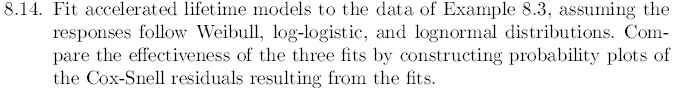 8.14. Fit accelerated lifetime models to the data of Example 8.3, assuming the
responses follow Weibull, log-logistic, and lognormal distributions. Com-
pare the effectiveness of the three fits by constructing probability plots of
the Cox-Snell residuals resulting from the fits.